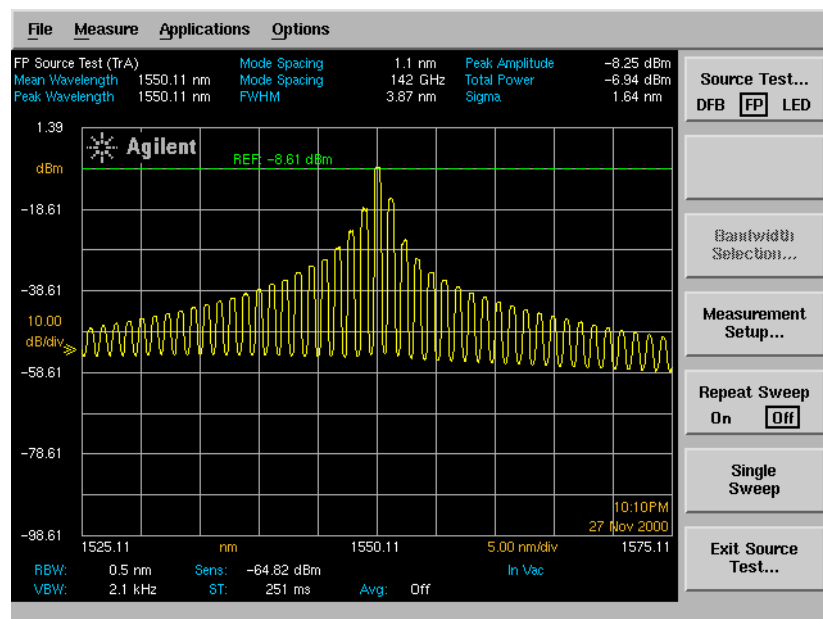 File Measure Applications Options
FP Source Test (TrA) Mode Spacing 1.1 nm Peak Amplitude −8.25 dBm
Mean Wavelength 1550.11 nm Mode Spacing 142 GHz Total Power −6.94 dBm
Peak Wavelength 1550.11 nm FWHM 3.87 nm Sigma 1.64 nm
Source Test...
DFB FP LED
1.39
Agilent
REF: −8.61 dBm
dBm
−18.61
Bandwidth
Selection...
−38.61
10.00
dB/div
Measurement
Setup...
−58.61
Repeat Sweep
On Off
−78.61
Single
Sweep
10:10PM
27 Nov 2000
−98.61
1525.11 nm 1550.11 5.00 nm/div 1575.11
Exit Source
Test...
RBW: 0.5 nm Sens: −64.82 dBm In Vac
VBW: 2.1 kHz ST: 251 ms Avg: Off